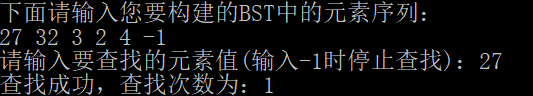 下面请输入您要构建的BST中的元素序列：
27 32 3 2 4 -1
请输入要查找的元素值(输入-1时停止查找)：27
查找成功，查找次数为：1